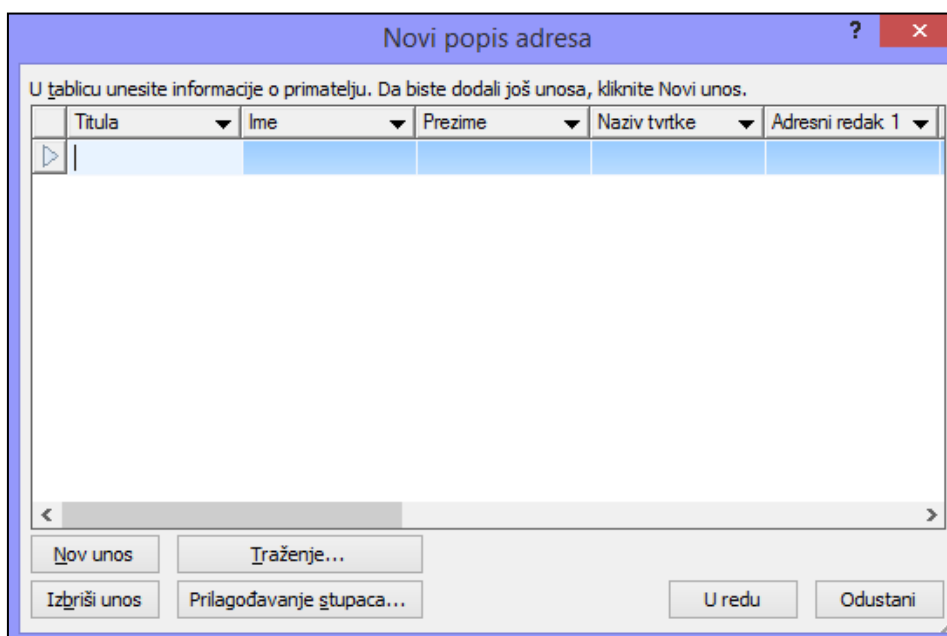 Novi popis adresa ?
U tablicu unesite informacije o primatelju. Da biste dodali još unosa, kliknite Novi unos.
Titula Ime Prezime Naziv tvrtke Adresni redak 1
Nov unos Traženje...
Izbriši unos Prilagođavanje stupaca... U redu Odustani